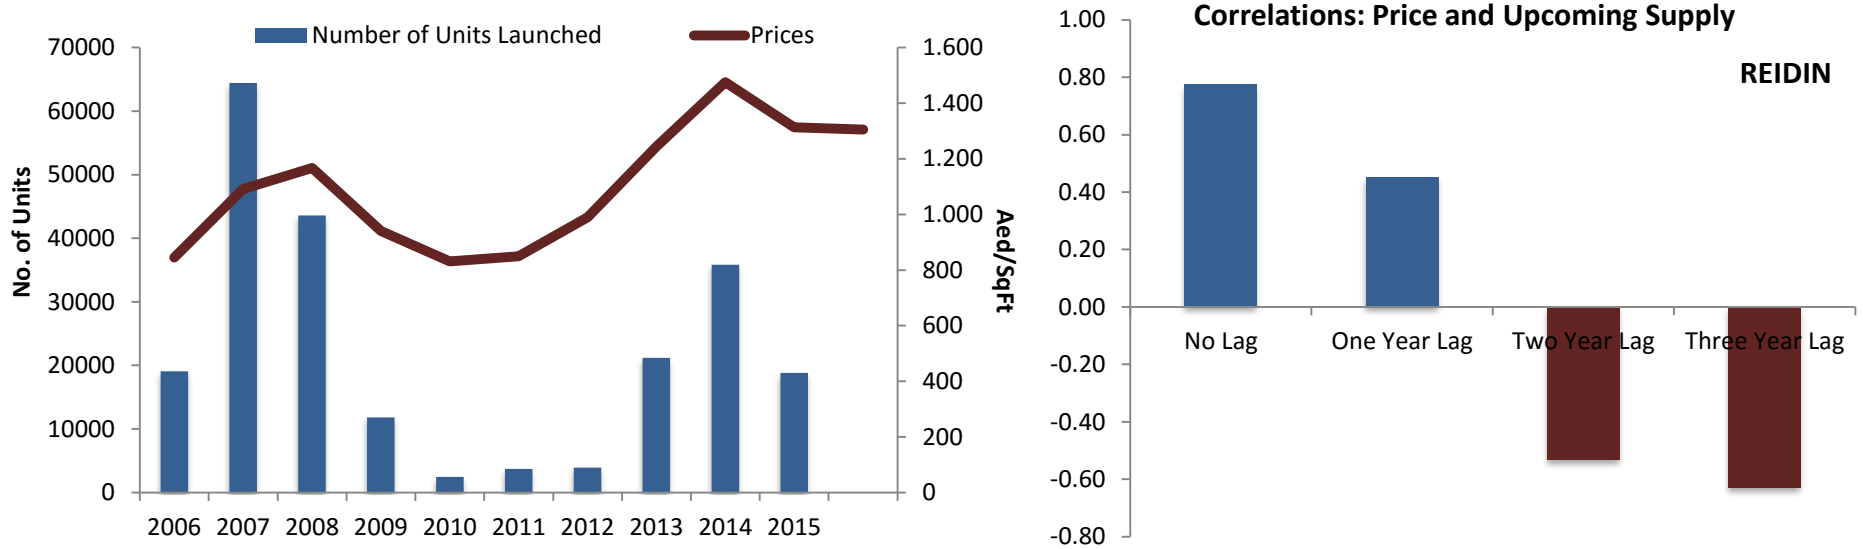 Number of Units Launched
Prices
70000
60000
50000
40000
30000
20000
10000
0
No. of Units
1.600
1.400
1.200
1.000
800
600
400
200
0
Aed/SqFt
2006 2007 2008 2009 2010 2011 2012 2013 2014 2015
Correlations: Price and Upcoming Supply
REIDIN
1.00
0.80
0.60
0.40
0.20
0.00
-0.20
-0.40
-0.60
-0.80
No Lag
One Year Lag
Two Year Lag
Three Year Lag